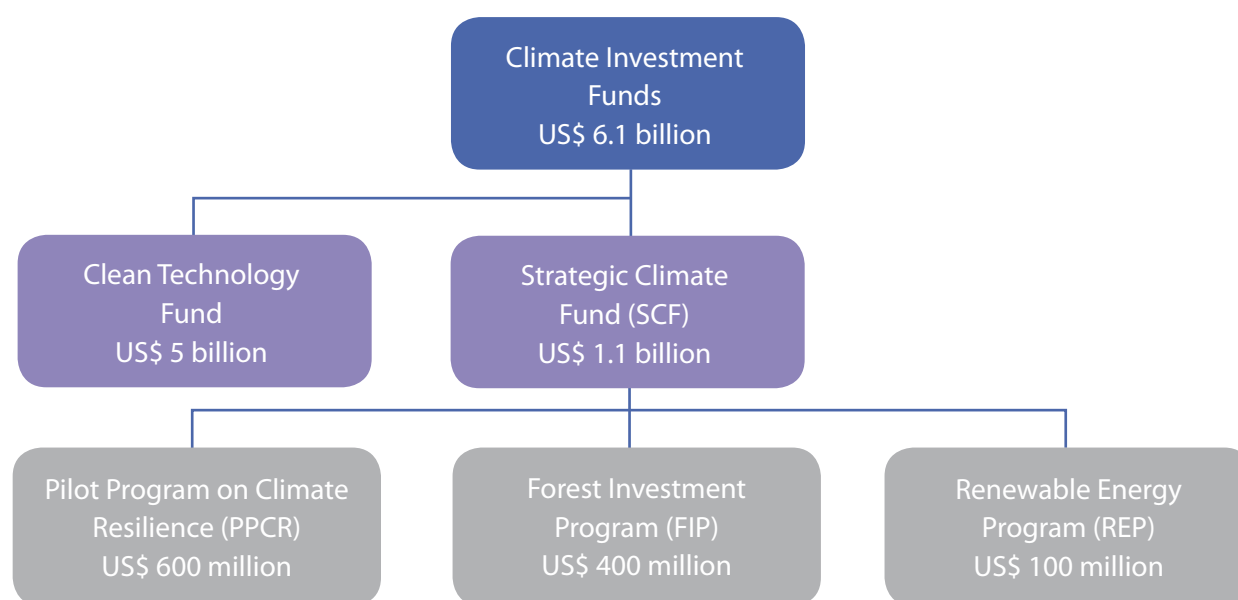 Climate Investment
Funds
US$ 6.1 billion
Clean Technology
Fund
US$ 5 billion
Strategic Climate
Fund (SCF)
US$ 1.1 billion
Pilot Program on Climate
Resilience (PPCR)
US$ 600 million
Forest Investment
Program (FIP)
US$ 400 million
Renewable Energy
Program (REP)
US$ 100 million